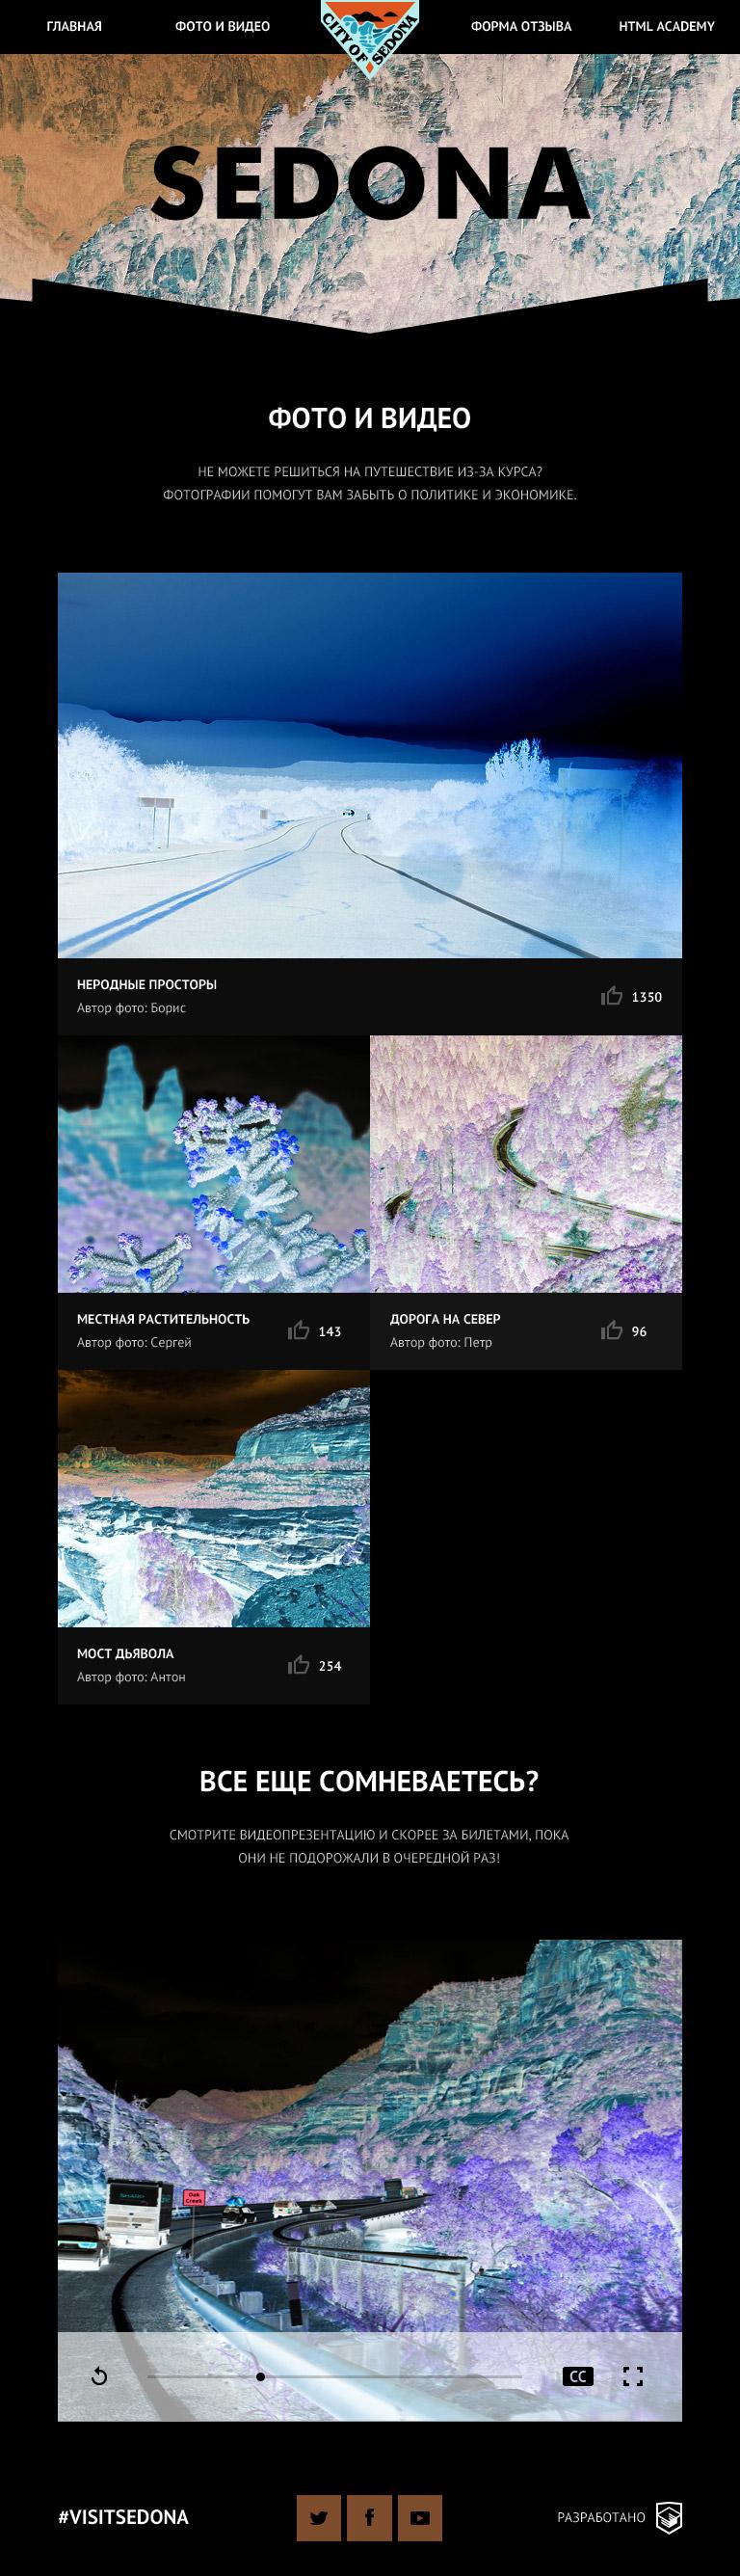 ГЛАВНАЯ
ФОТО И ВИДЕО
CITY OF SEDONA
ФОРМА ОТЗЫВА
HTML ACADEMY
SEDONA
ФОТО И ВИДЕО
НЕ МОЖЕТЕ РЕШИТЬСЯ НА ПУТЕШЕСТВИЕ ИЗ-ЗА КУРСА?
ФОТОГРАФИИ ПОМОГУТ ВАМ ЗАБЫТЬ О ПОЛИТИКЕ И ЭКОНОМИКЕ.
НЕРОДНЫЕ ПРОСТОРЫ
Автор фото: Борис
1350
МЕСТНАЯ РАСТИТЕЛЬНОСТЬ
Автор фото: Сергей
143
ДОРОГА НА СЕВЕР
Автор фото: Петр
96
МОСТ ДЬЯВОЛА
Автор фото: Антон
254
ВСЕ ЕЩЕ СОМНЕВАЕТЕСЬ?
СМОТРИТЕ ВИДЕОПРЕЗЕНТАЦИЮ И СКОРЕЕ ЗА БИЛЕТАМИ, ПОКА
ОНИ НЕ ПОДОРОЖАЛИ В ОЧЕРЕДНОЙ РАЗ!
Oak
Creek
CC
#VISITSEDONA
РАЗРАБОТАНО